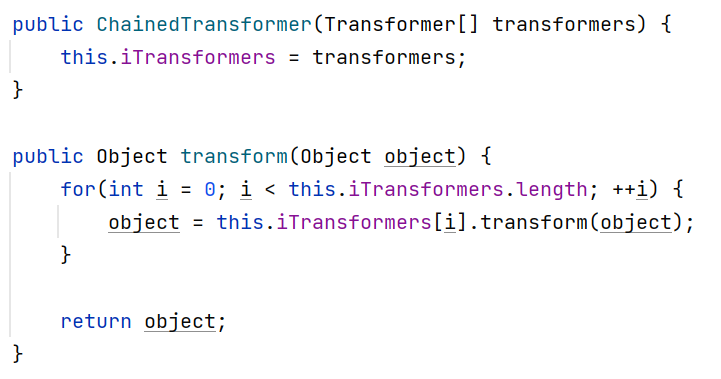 public ChainedTransformer(Transformer[] transformers) {
    this.iTransformers = transformers;
}
public Object transform(Object object) {
    for(int i = 0; i < this.iTransformers.length; ++i) {
        object = this.iTransformers[i].transform(object);
    }
    return object;
}